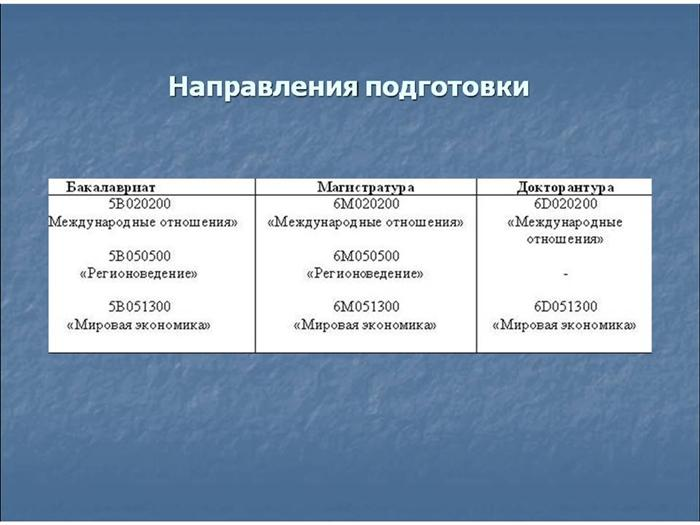 Направления подготовки
Бакалавриат Магистратура Докторантура
5В020200 6М020200 6D020200
Международные отношения» «Международные отношения» «Международные
отношения»
5В050500 6М050500
«Регионоведение» «Регионоведение» -
5В051300 6М051300 6D051300
«Мировая экономика» «Мировая экономика» «Мировая экономика»